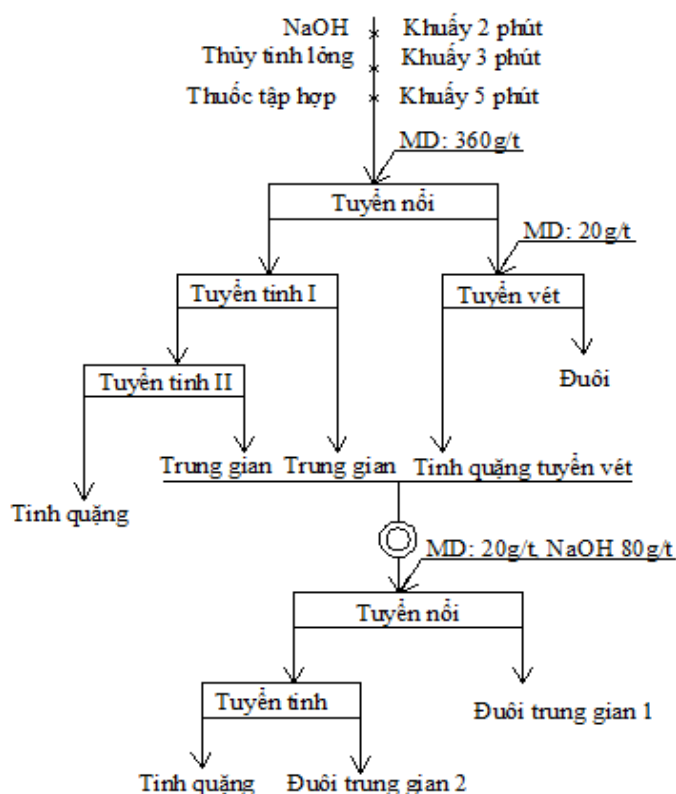 NaOH Khuấy 2 phút
Thủy tinh lỏng Khuấy 3 phút
Thuốc tập hợp Khuấy 5 phút
MD: 360g/t
Tuyển nổi
MD: 20g/t
Tuyển tinh I Tuyển vét
Tuyển tinh II Đuôi
Trung gian Trung gian Tinh quặng tuyển vét
Tinh quặng
MD: 20g/t, NaOH 80g/t
Tuyển nổi
Tuyển tinh Đuôi trung gian 1
Tinh quặng Đuôi trung gian 2